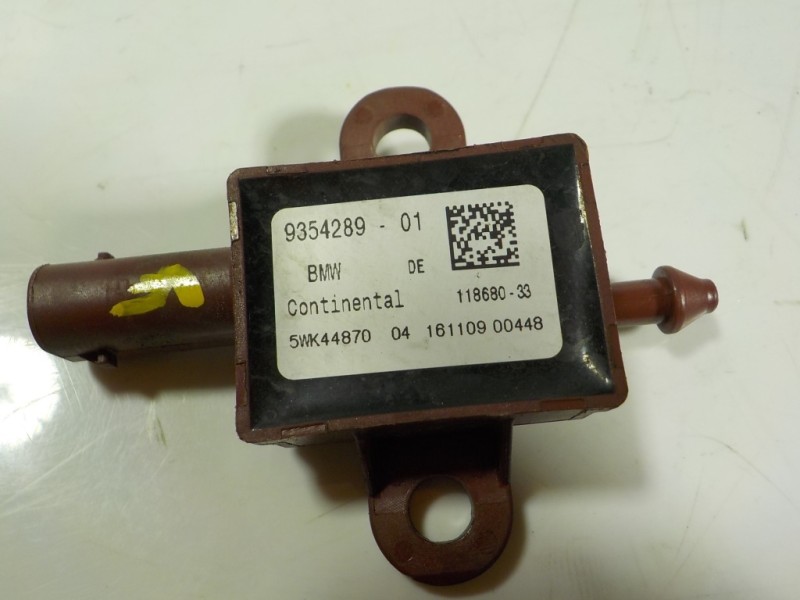 9354289 - 01
BMW DE
Continental 118680-33
5WK44870 04 161109 00448